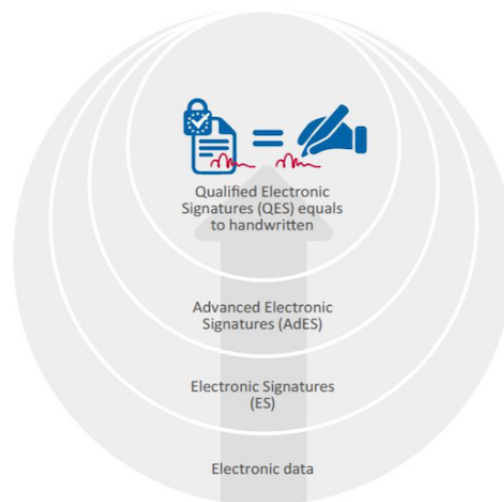 Qualified Electronic
Signatures (QES) equals
to handwritten
Advanced Electronic
Signatures (AdES)
Electronic Signatures
(ES)
Electronic data